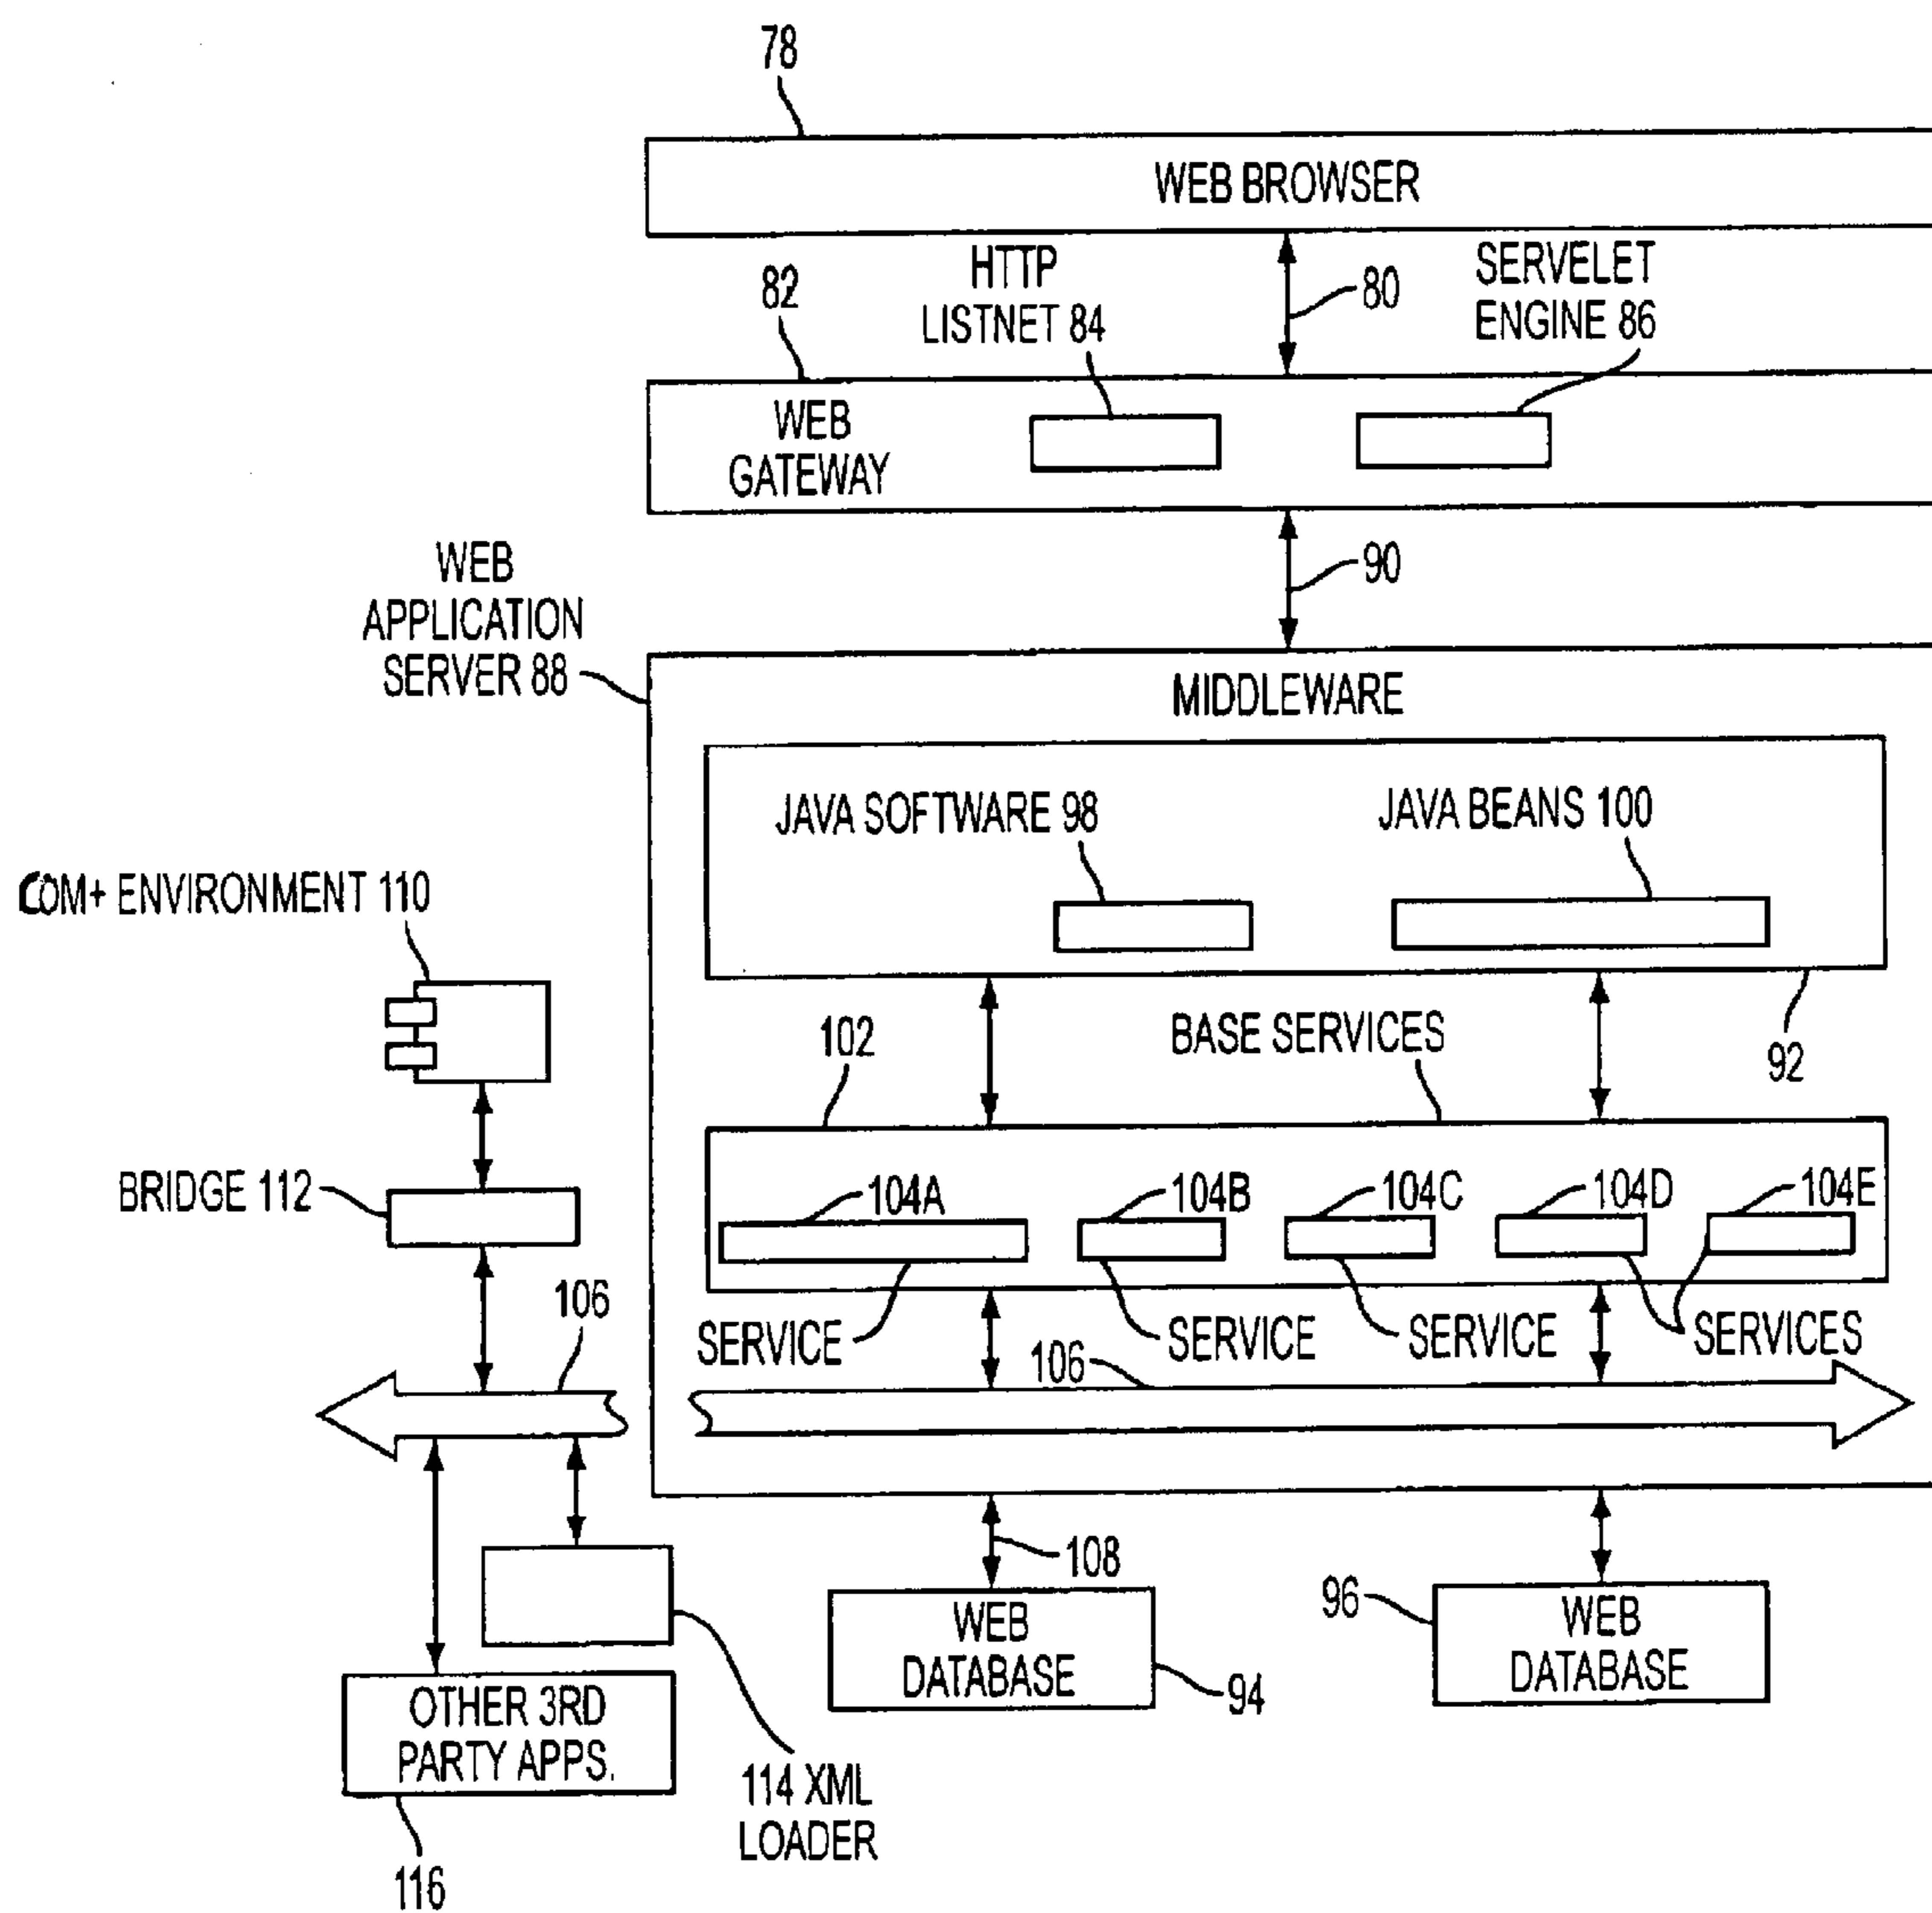 78
WEB BROWSER
HTTP
LISTNET 84
80
SERVELET
ENGINE 86
82
WEB
GATEWAY
90
WEB
APPLICATION
SERVER 88
MIDDLEWARE
JAVA SOFTWARE 98
JAVA BEANS 100
COM+ ENVIRONMENT 110
102
BASE SERVICES
92
BRIDGE 112
104A
104B
104C
104D
104E
106
SERVICE
SERVICE
SERVICE
SERVICES
106
108
WEB
DATABASE
94
96
WEB
DATABASE
OTHER 3RD
PARTY APPS.
114 XML
LOADER
116